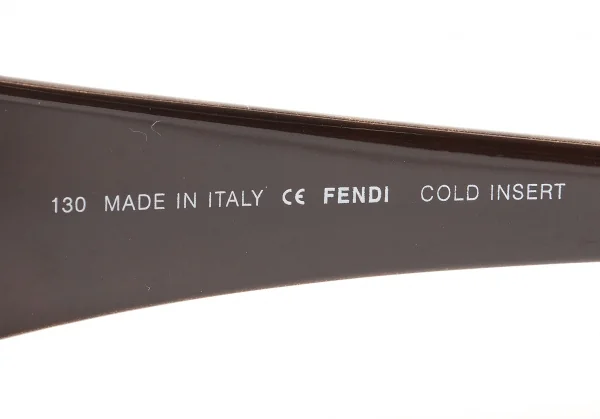 130 MADE IN ITALY CE FENDI COLD INSERT